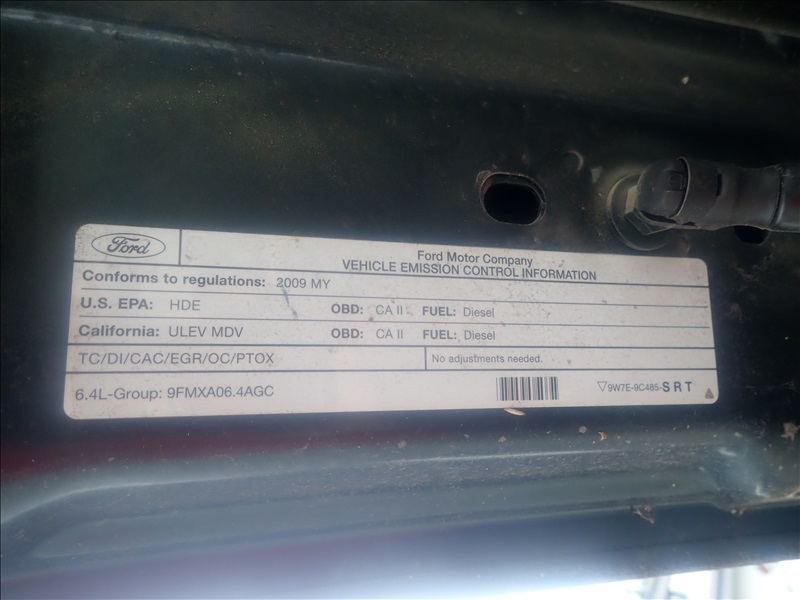 Ford
Ford Motor Company
VEHICLE EMISSION CONTROL INFORMATION
Conforms to regulations: 2009 MY
U.S. EPA: HDE OBD: CA II FUEL: Diesel
California: ULEV MDV OBD: CA II FUEL: Diesel
TC/DI/CAC/EGR/OC/PTOX No adjustments needed.
6.4L-Group: 9FMXA06.4AGC 9W7E-9C485-SRT